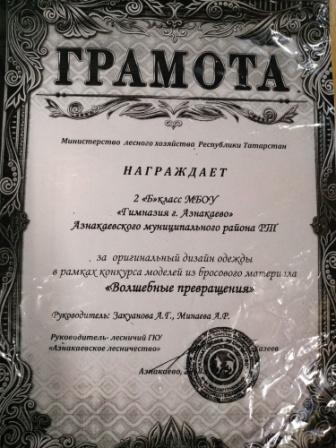 ГРАМОТА
Министерство лесного хозяйства Республики Татарстан
НАГРАЖДАЕТ
2 «Б»класс МБОУ
«Гимназия г. Азнакаево»
Азнакаевского муниципального района РТ
за оригинальный дизайн одежды
в рамках конкурса моделей из бросового материала
«Волшебные превращения»
Руководитель: Закуанова А.Т., Минаева А.Р.
Руководитель- лесничий ГКУ
«Азнакаевское лесничество»
Азнакаево,